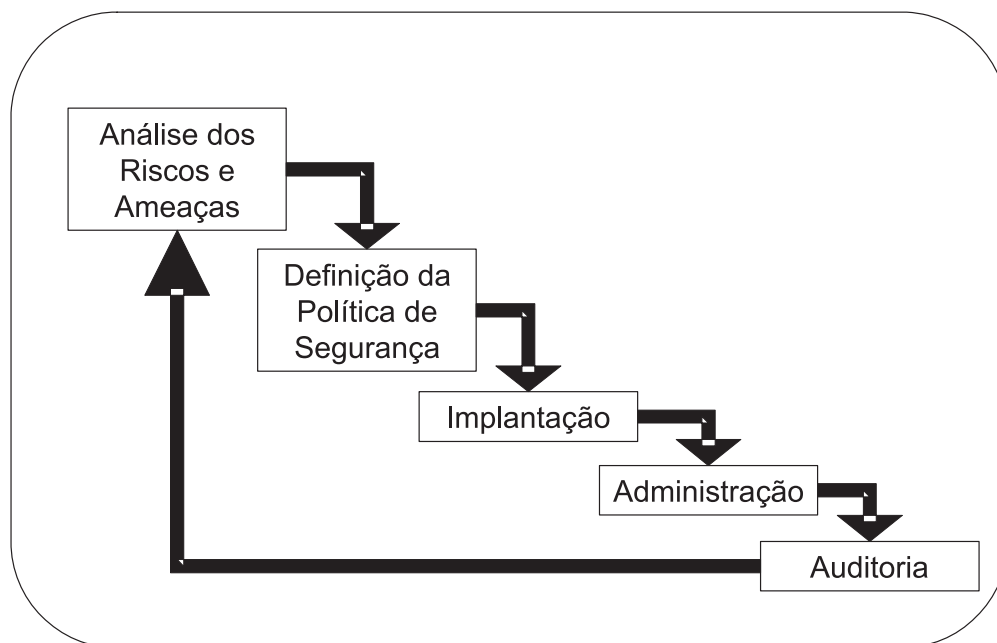 Análise dos
Riscos e
Ameaças
Definição da
Política de
Segurança
Implantação
Administração
Auditoria